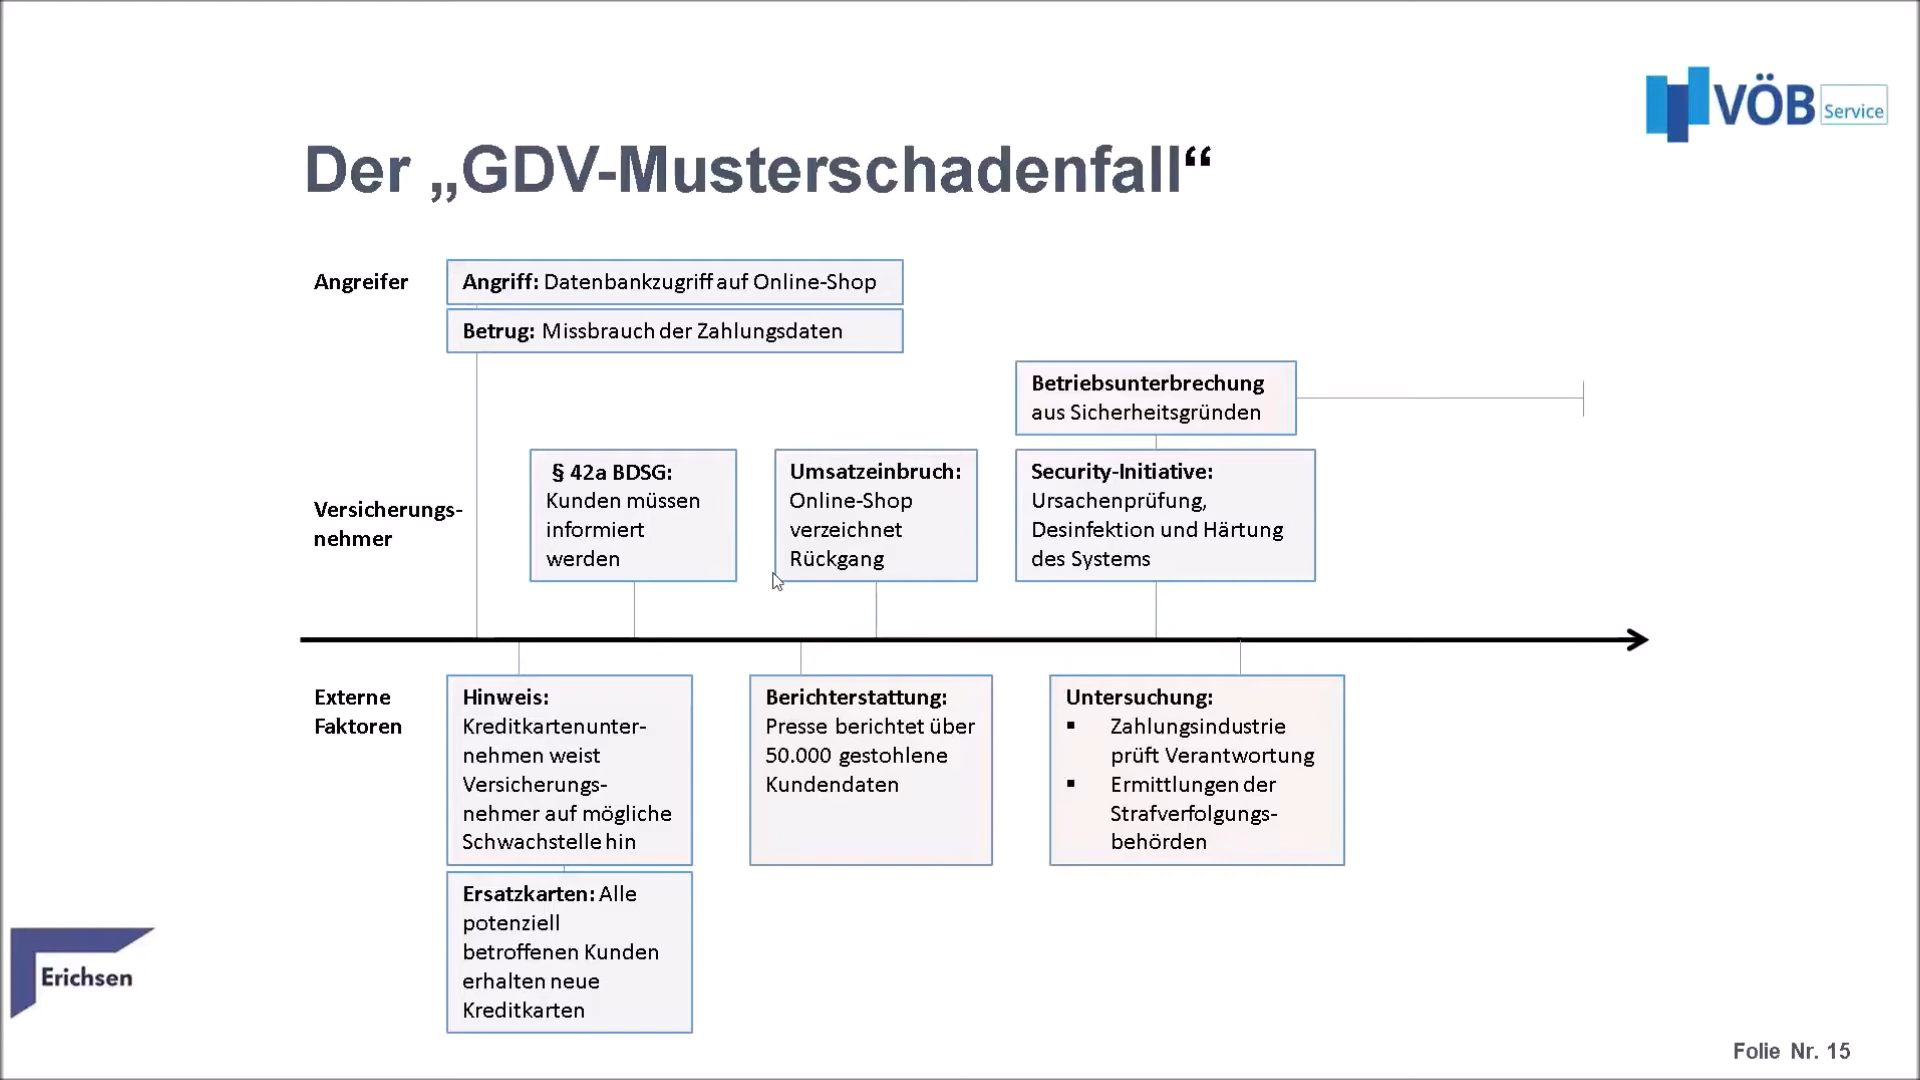 VÖB Service
Der „GDV-Musterschadenfall“
Angreifer
Angriff: Datenbankzugriff auf Online-Shop
Betrug: Missbrauch der Zahlungsdaten
Betriebsunterbrechung
aus Sicherheitsgründen
Versicherungs-
nehmer
§ 42a BDSG:
Kunden müssen
informiert
werden
Umsatzeinbruch:
Online-Shop
verzeichnet
Rückgang
Security-Initiative:
Ursachenprüfung,
Desinfektion und Härtung
des Systems
Externe
Faktoren
Hinweis:
Kreditkartenunter-
nehmen weist
Versicherungs-
nehmer auf mögliche
Schwachstelle hin
Berichterstattung:
Presse berichtet über
50.000 gestohlene
Kundendaten
Untersuchung:
▪ Zahlungsindustrie
prüft Verantwortung
▪ Ermittlungen der
Strafverfolgungs-
behörden
Ersatzkarten: Alle
potenziell
betroffenen Kunden
erhalten neue
Kreditkarten
Erichsen
Folie Nr. 15